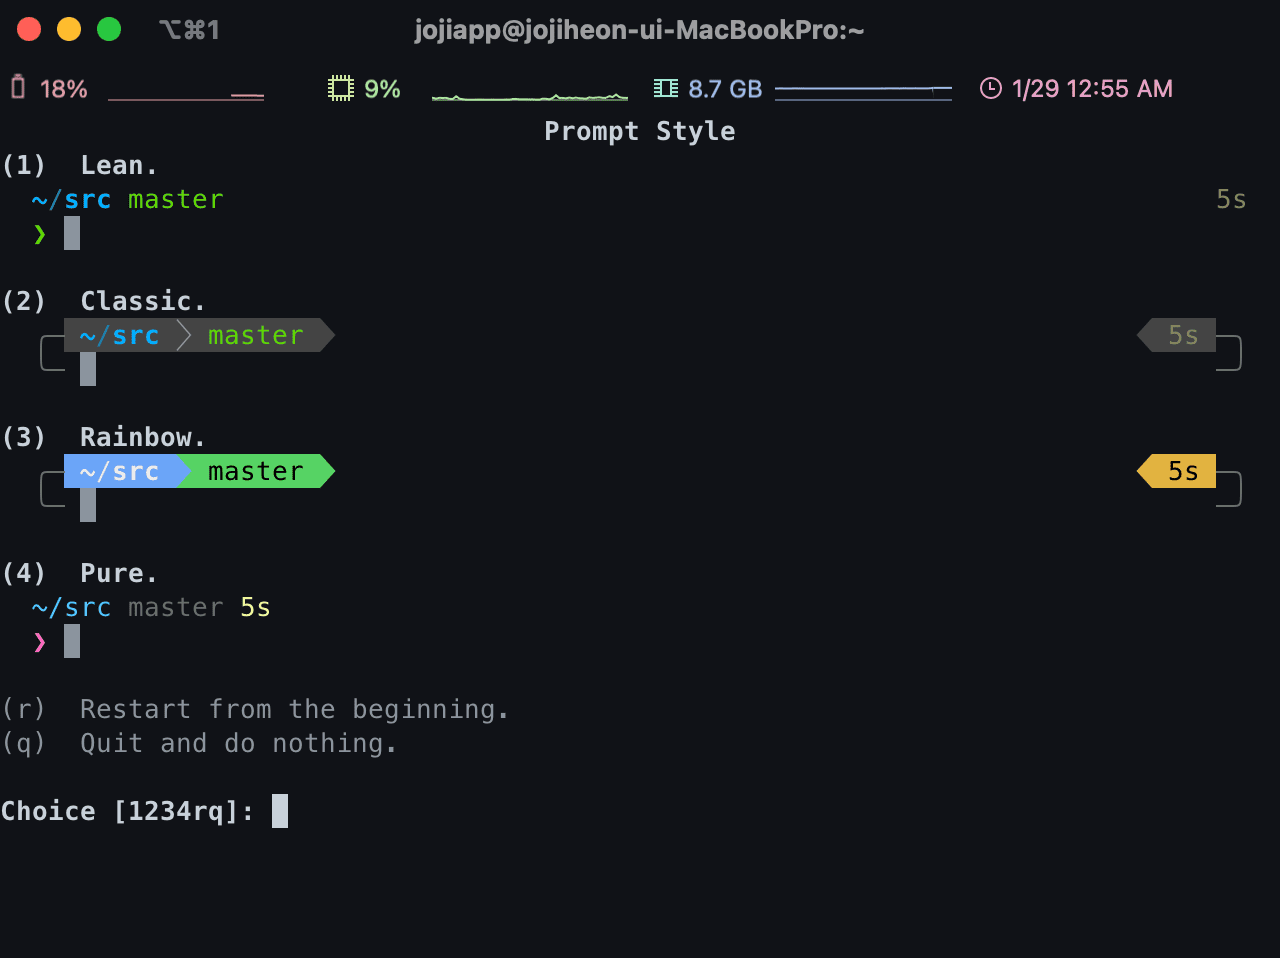 ⌥⌘1 jojiapp@jojiheon-ui-MacBookPro:~
18% 9% 8.7 GB 1/29 12:55 AM
Prompt Style
(1) Lean.
~/src master 5s
❯
(2) Classic.
~/src master 5s
(3) Rainbow.
~/src master 5s
(4) Pure.
~/src master 5s
❯
(r) Restart from the beginning.
(q) Quit and do nothing.
Choice [1234rq]: